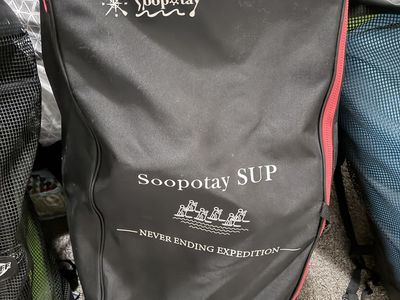 Soopotay
Soopotay SUP
NEVER ENDING EXPEDITION